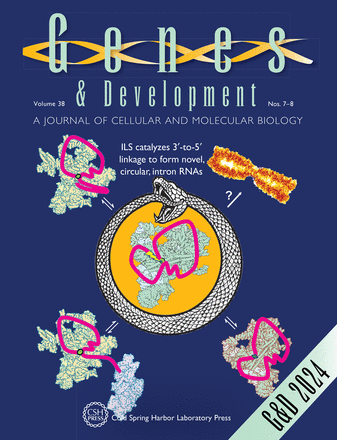 Genes
& Development
Volume 38
Nos. 7–8
A JOURNAL OF CELLULAR AND MOLECULAR BIOLOGY
ILS catalyzes 3′-to-5′
linkage to form novel,
circular, intron RNAs
?
G&D 2024
CSH
PRESS
Cold Spring Harbor Laboratory Press